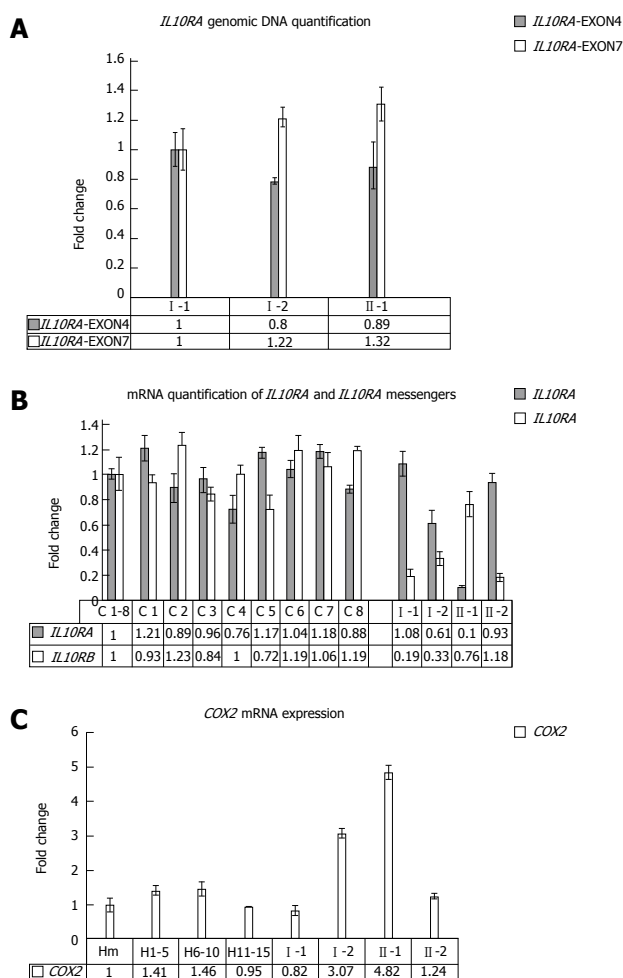 A
IL10RA genomic DNA quantification
IL10RA-EXON4
IL10RA-EXON7
Fold change
1.6
1.4
1.2
1
0.8
0.6
0.4
0.2
0
I -1 I -2 II -1
IL10RA-EXON4 1 0.8 0.89
IL10RA-EXON7 1 1.22 1.32
B
mRNA quantification of IL10RA and IL10RA messengers
IL10RA
IL10RA
Fold change
1.4
1.2
1
0.8
0.6
0.4
0.2
0
C 1-8 C 1 C 2 C 3 C 4 C 5 C 6 C 7 C 8 I -1 I -2 II -1 II -2
IL10RA 1 1.21 0.89 0.96 0.76 1.17 1.04 1.18 0.88 1.08 0.61 0.1 0.93
IL10RB 1 0.93 1.23 0.84 1 0.72 1.19 1.06 1.19 0.19 0.33 0.76 1.18
C
COX2 mRNA expression
COX2
Fold change
6
5
4
3
2
1
0
Hm H1-5 H6-10 H11-15 I -1 I -2 II -1 II -2
COX2 1 1.41 1.46 0.95 0.82 3.07 4.82 1.24